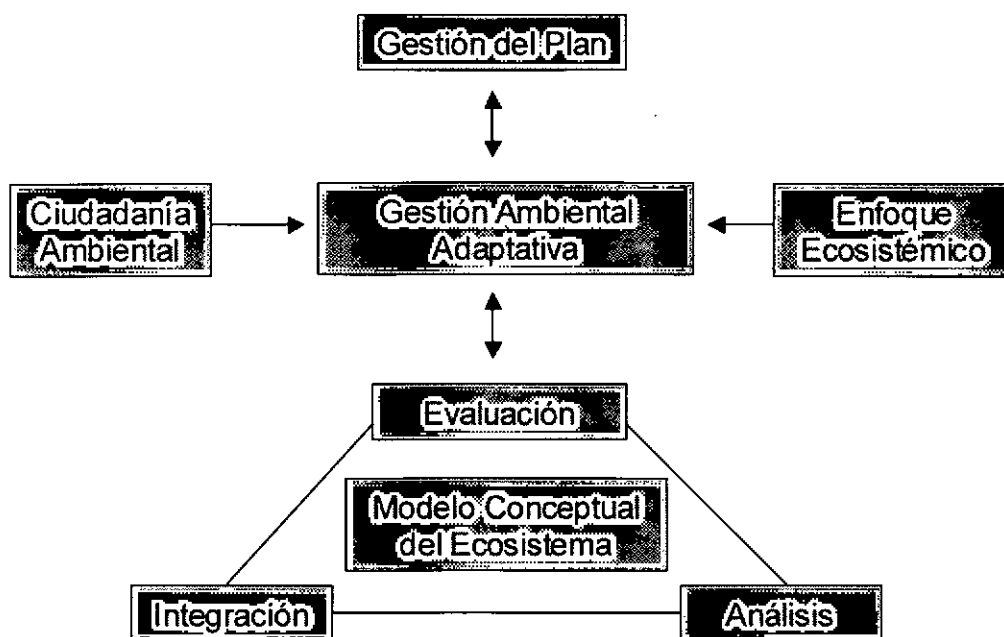 Gestión del Plan
Ciudadanía
Ambiental
Gestión Ambiental
Adaptativa
Enfoque
Ecosistémico
Evaluación
Modelo Conceptual
del Ecosistema
Integración
Análisis